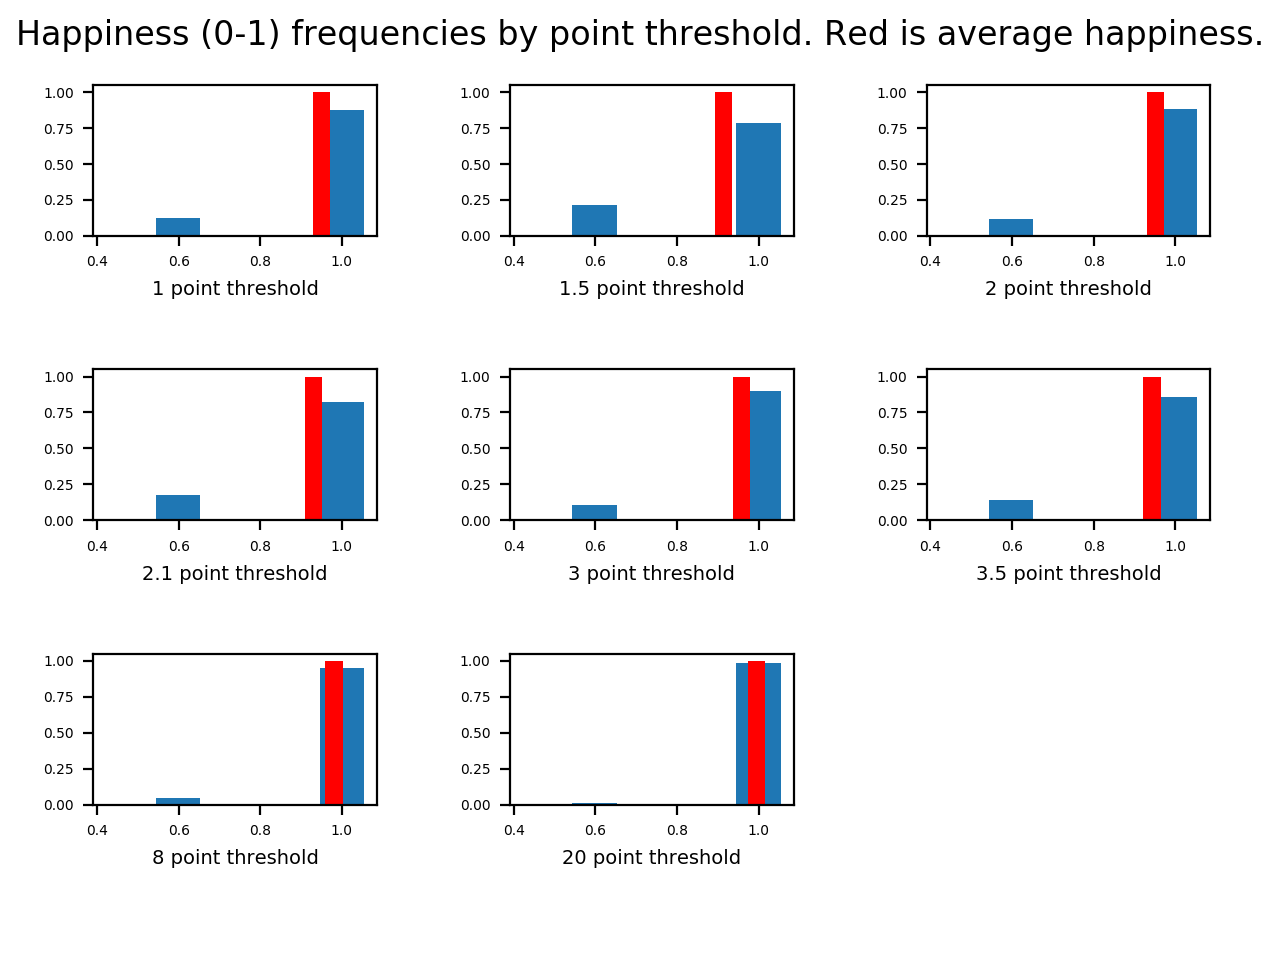 Happiness (0-1) frequencies by point threshold. Red is average happiness.
1.00 0.75 0.50 0.25 0.00
0.4 0.6 0.8 1.0
1 point threshold
1.00 0.75 0.50 0.25 0.00
0.4 0.6 0.8 1.0
1.5 point threshold
1.00 0.75 0.50 0.25 0.00
0.4 0.6 0.8 1.0
2 point threshold
1.00 0.75 0.50 0.25 0.00
0.4 0.6 0.8 1.0
2.1 point threshold
1.00 0.75 0.50 0.25 0.00
0.4 0.6 0.8 1.0
3 point threshold
1.00 0.75 0.50 0.25 0.00
0.4 0.6 0.8 1.0
3.5 point threshold
1.00 0.75 0.50 0.25 0.00
0.4 0.6 0.8 1.0
8 point threshold
1.00 0.75 0.50 0.25 0.00
0.4 0.6 0.8 1.0
20 point threshold